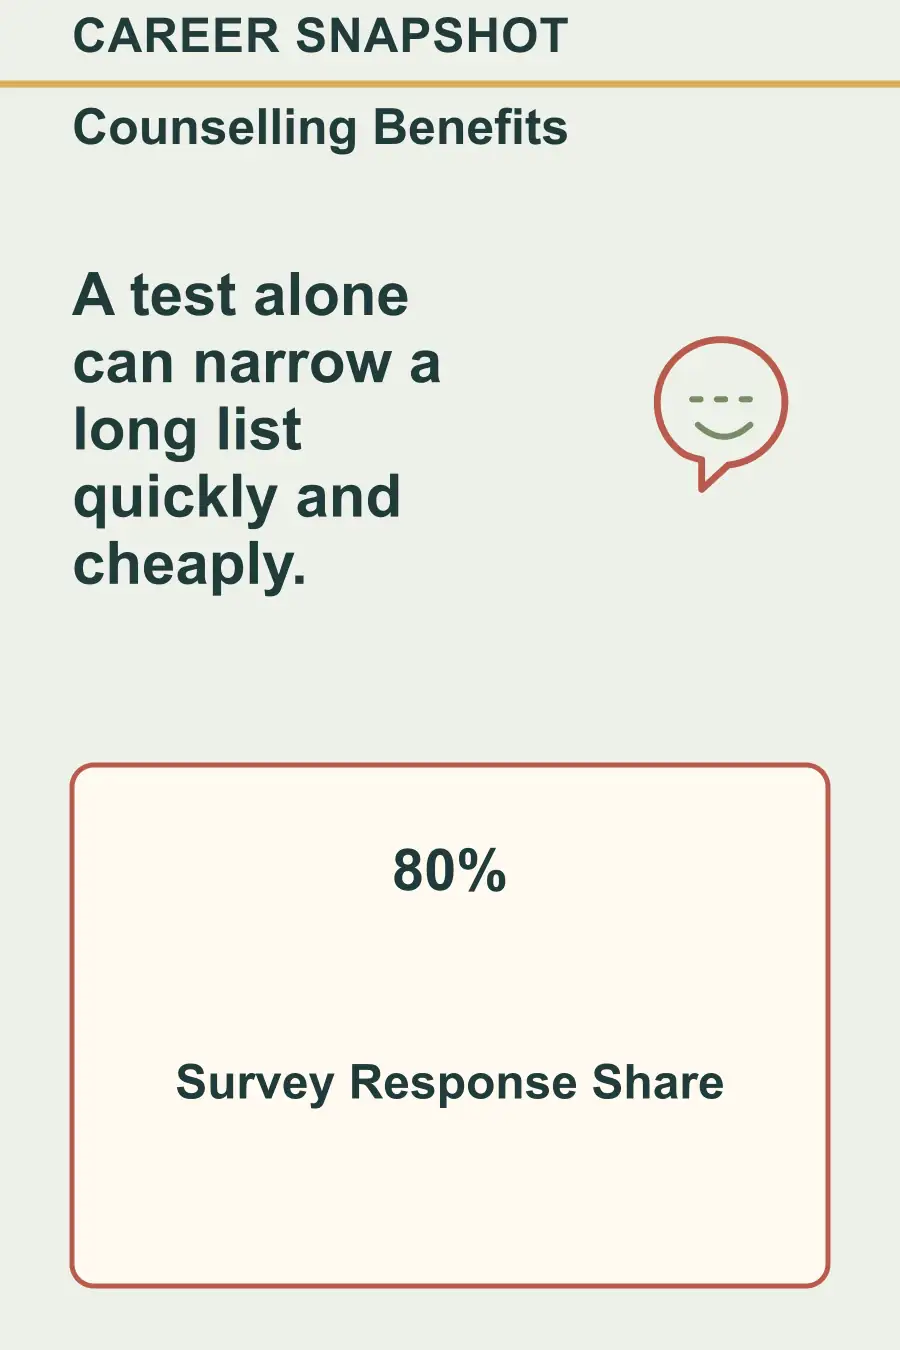 CAREER SNAPSHOT
Counselling Benefits
A test alone
can narrow a
long list
quickly and
cheaply.
80%
Survey Response Share